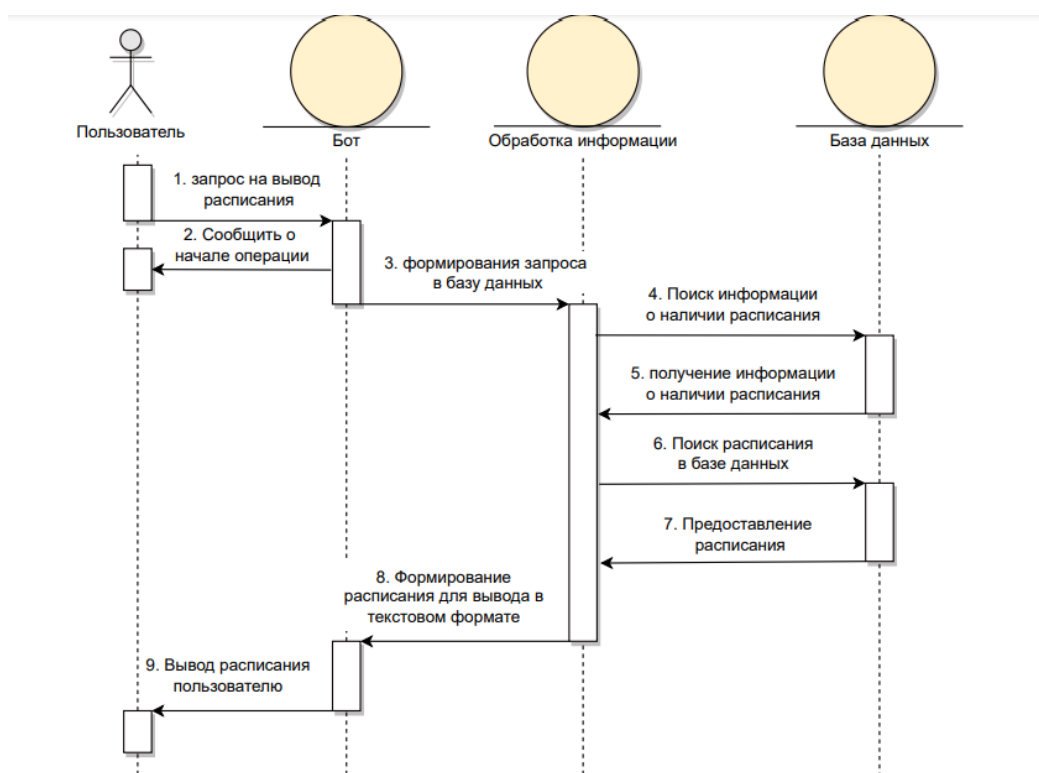 Пользователь
Бот
Обработка информации
База данных
1. запрос на вывод
расписания
2. Сообщить о
начале операции
3. формирования запроса
в базу данных
4. Поиск информации
о наличии расписания
5. получение информации
о наличии расписания
6. Поиск расписания
в базе данных
7. Предоставление
расписания
8. Формирование
расписания для вывода в
текстовом формате
9. Вывод расписания
пользователю